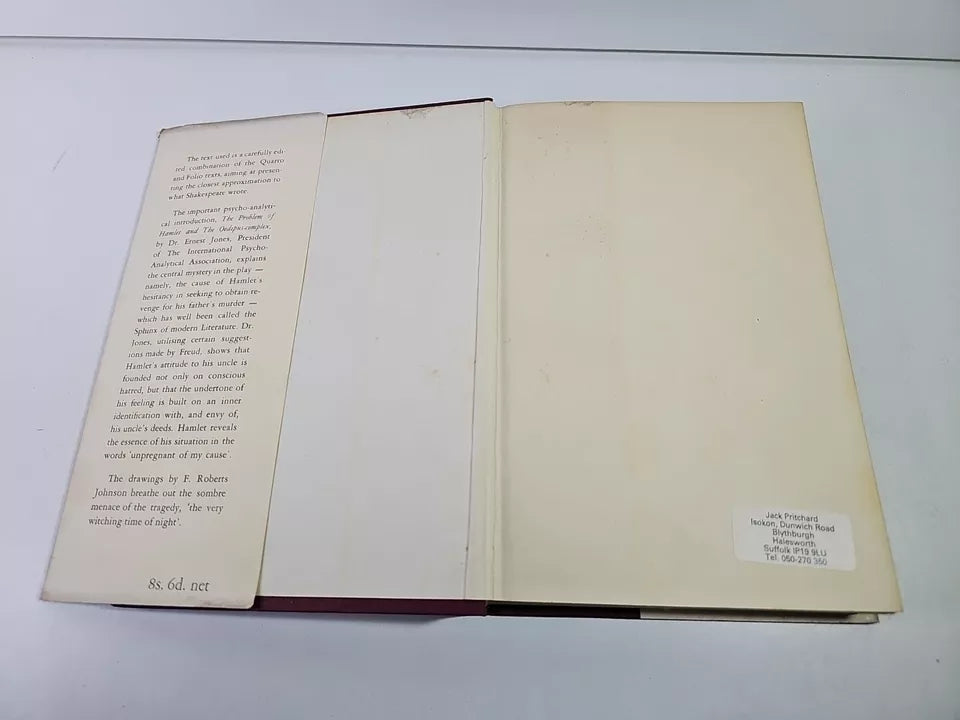 The text used is a carefully edi-
ted combination of the Quarto
and Folio texts, aiming at presen-
ting the closest approximation to
what Shakespeare wrote.
The important psycho-analyti-
cal introduction, The Problem of
Hamlet and The Oedipus-complex,
by Dr. Ernest Jones, President
of The International Psycho-
Analytical Association, explains
the central mystery in the play —
namely, the cause of Hamlet's
hesitancy in seeking to obtain re-
venge for his father's murder —
which has well been called the
Sphinx of modern Literature. Dr.
Jones, utilising certain suggest-
ions made by Freud, shows that
Hamlet's attitude to his uncle is
founded not only on conscious
hatred, but that the undertone of
his feeling is built on an inner
identification with, and envy of,
his uncle's deeds. Hamlet reveals
the essence of his situation in the
words 'unpregnant of my cause'.
The drawings by F. Roberts
Johnson breathe out the sombre
menace of the tragedy, 'the very
witching time of night'.
8s. 6d. net
Jack Pritchard
Isokon, Dunwich Road
Blythburgh
Halesworth
Suffolk IP19 9LU
Tel. 050-270 350